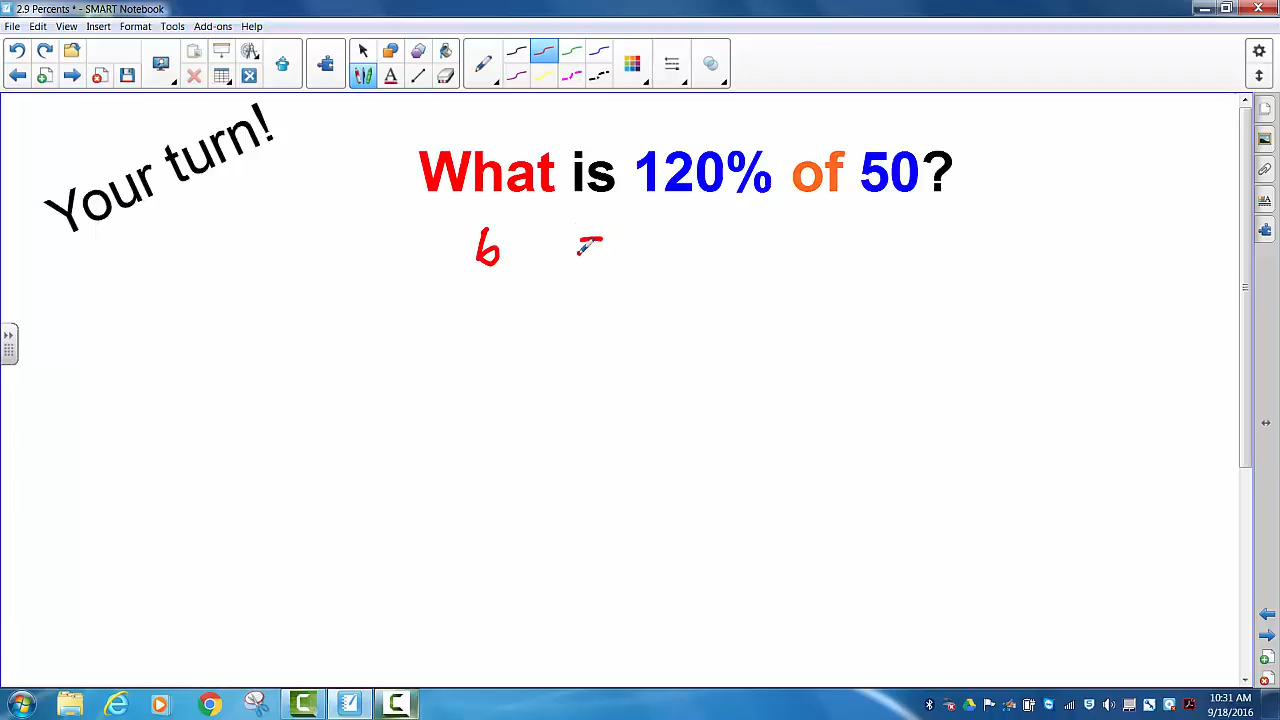 2.9 Percents * - SMART Notebook
File Edit View Insert Format Tools Add-ons Help
Your turn!
What is 120% of 50?
6 =
10:31 AM
9/18/2016